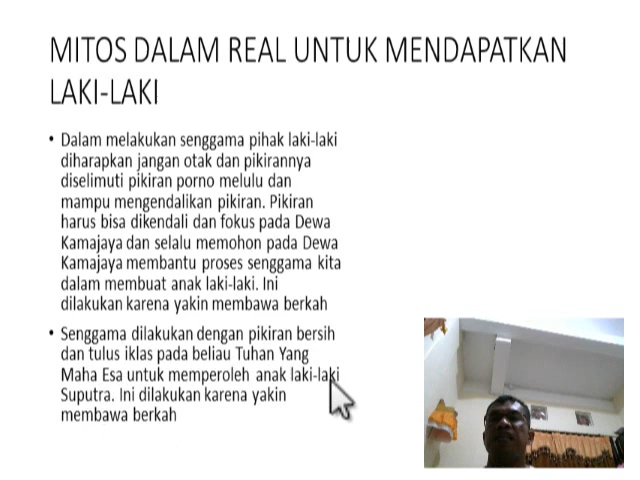 MITOS DALAM REAL UNTUK MENDAPATKAN
LAKI-LAKI
• Dalam melakukan senggama pihak laki-laki
diharapkan jangan otak dan pikirannya
diselimuti pikiran porno melulu dan
mampu mengendalikan pikiran. Pikiran
harus bisa dikendali dan fokus pada Dewa
Kamajaya dan selalu memohon pada Dewa
Kamajaya membantu proses senggama kita
dalam membuat anak laki-laki. Ini
dilakukan karena yakin membawa berkah
• Senggama dilakukan dengan pikiran bersih
dan tulus iklas pada beliau Tuhan Yang
Maha Esa untuk memperoleh anak laki-laki
Suputra. Ini dilakukan karena yakin
membawa berkah